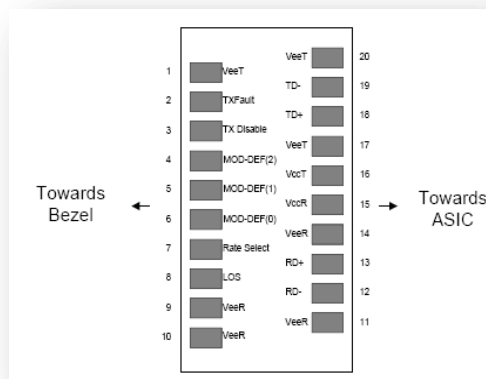 VeeT 20
1 VeeT
TD- 19
2 TXFault
TD+ 18
3 TX Disable
VeeT 17
4 MOD-DEF(2)
VccT 16
5 MOD-DEF(1)
Towards
Bezel
VccR 15
Towards
ASIC
6 MOD-DEF(0)
VeeR 14
7 Rate Select
RD+ 13
8 LOS
RD- 12
9 VeeR
VeeR 11
10 VeeR